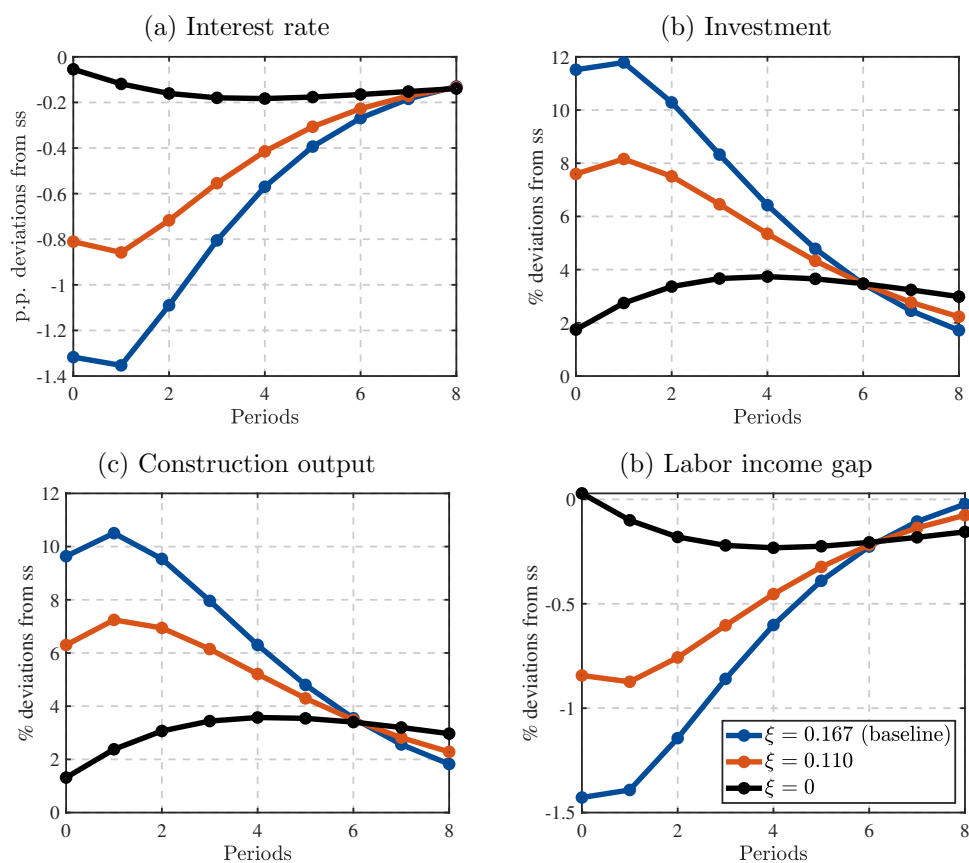 (a) Interest rate
p.p. deviations from ss
0
-0.2
-0.4
-0.6
-0.8
-1
-1.2
-1.4
0 2 4 6 8
Periods
(b) Investment
% deviations from ss
12
10
8
6
4
2
0
0 2 4 6 8
Periods
(c) Construction output
% deviations from ss
12
10
8
6
4
2
0
0 2 4 6 8
Periods
(b) Labor income gap
% deviations from ss
0
-0.5
-1
-1.5
0 2 4 6 8
Periods
ξ = 0.167 (baseline)
ξ = 0.110
ξ = 0